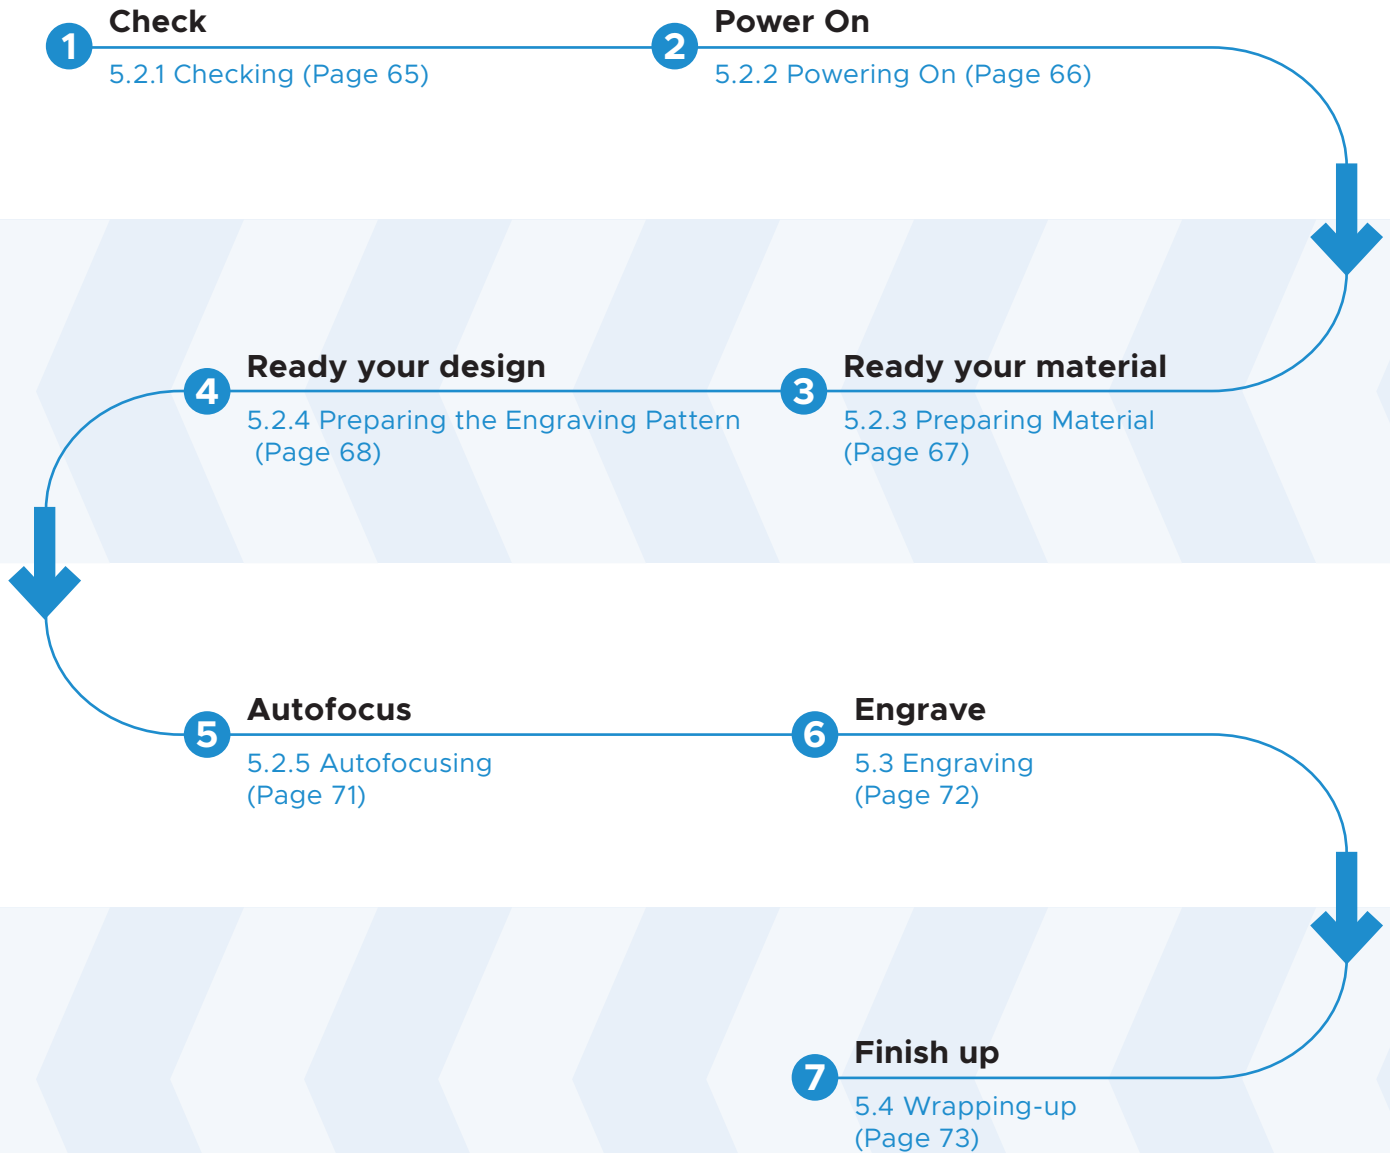 1
Check
5.2.1 Checking (Page 65)
2
Power On
5.2.2 Powering On (Page 66)
3
Ready your material
5.2.3 Preparing Material
(Page 67)
4
Ready your design
5.2.4 Preparing the Engraving Pattern
(Page 68)
5
Autofocus
5.2.5 Autofocusing
(Page 71)
6
Engrave
5.3 Engraving
(Page 72)
7
Finish up
5.4 Wrapping-up
(Page 73)